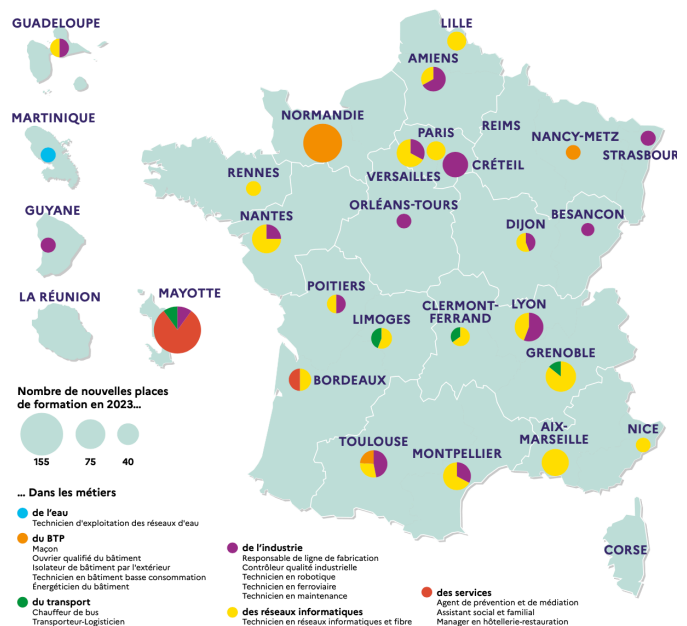 GUADELOUPE
LILLE
AMIENS
MARTINIQUE
NORMANDIE
PARIS
REIMS
NANCY-METZ
STRASBOUR
VERSAILLES
CRÉTEIL
RENNES
GUYANE
NANTES
ORLÉANS-TOURS
DIJON
BESANCON
LA RÉUNION
MAYOTTE
POITIERS
LIMOGES
CLERMONT-
FERRAND
LYON
GRENOBLE
BORDEAUX
Nombre de nouvelles places
de formation en 2023...
155
75
40
TOULOUSE
MONTPELLIER
AIX-
MARSEILLE
NICE
CORSE
... Dans les métiers
de l'eau
Technicien d'exploitation des réseaux d'eau
du BTP
Maçon
Ouvrier qualifié du bâtiment
Isolateur de bâtiment par l'extérieur
Technicien en bâtiment basse consommation
Énergéticien du bâtiment
du transport
Chauffeur de bus
Transporteur-Logisticien
de l'industrie
Responsable de ligne de fabrication
Contrôleur qualité industrielle
Technicien en robotique
Technicien en ferroviaire
Technicien en maintenance
des réseaux informatiques
Technicien en réseaux informatiques et fibre
des services
Agent de prévention et de médiation
Assistant social et familial
Manager en hôtellerie-restauration